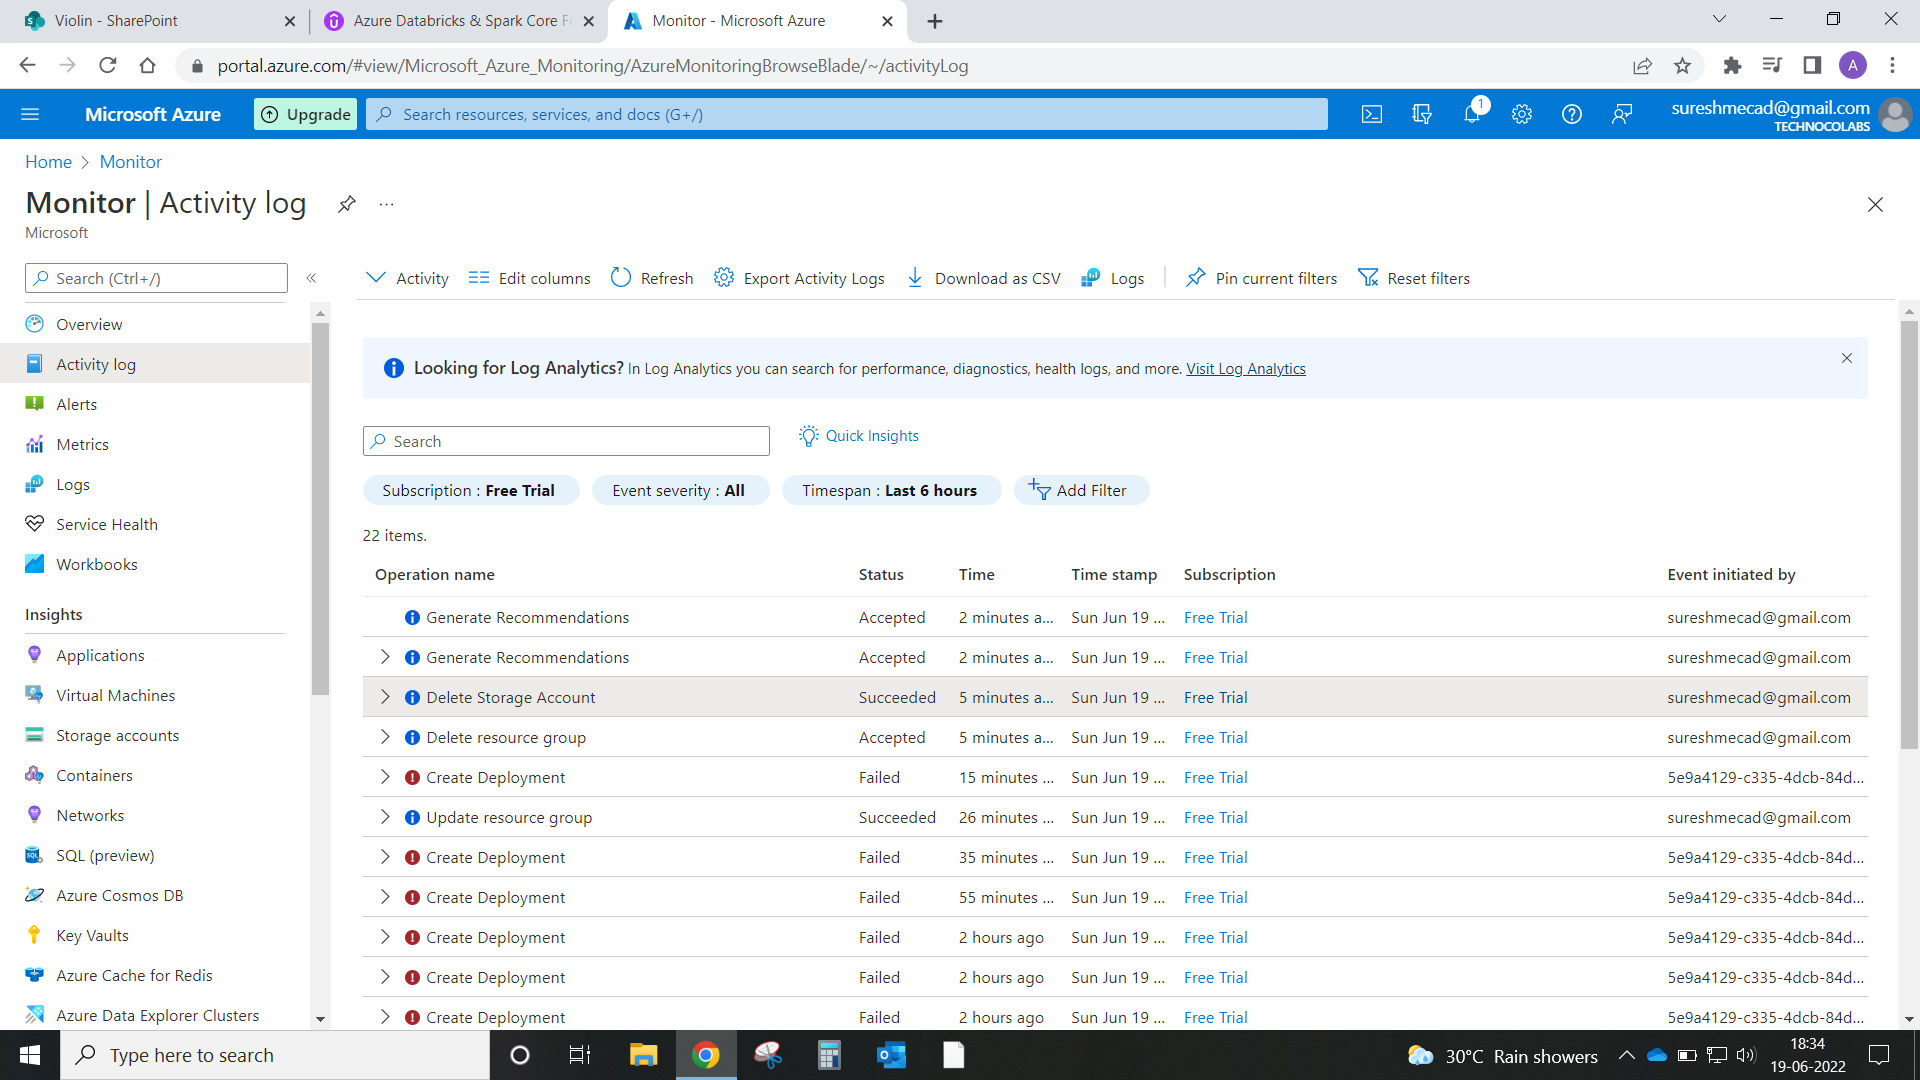 Violin - SharePoint
Azure Databricks & Spark Core F
Monitor - Microsoft Azure
portal.azure.com/#view/Microsoft_Azure_Monitoring/AzureMonitoringBrowseBlade/~/activityLog
A
Microsoft Azure
Upgrade
Search resources, services, and docs (G+/)
1
sureshmecad@gmail.com
TECHNOCOLABS
Home > Monitor
Monitor | Activity log
...
Microsoft
Search (Ctrl+/)
«
Activity
Edit columns
Refresh
Export Activity Logs
Download as CSV
Logs
Pin current filters
Reset filters
Overview
Activity log
Alerts
Metrics
Logs
Service Health
Workbooks
Insights
Applications
Virtual Machines
Storage accounts
Containers
Networks
SQL (preview)
Azure Cosmos DB
Key Vaults
Azure Cache for Redis
Azure Data Explorer Clusters
Looking for Log Analytics? In Log Analytics you can search for performance, diagnostics, health logs, and more. Visit Log Analytics
Search
Quick Insights
Subscription : Free Trial
Event severity : All
Timespan : Last 6 hours
Add Filter
22 items.
Operation name Status Time Time stamp Subscription Event initiated by
Generate Recommendations Accepted 2 minutes a... Sun Jun 19 ... Free Trial sureshmecad@gmail.com
Generate Recommendations Accepted 2 minutes a... Sun Jun 19 ... Free Trial sureshmecad@gmail.com
Delete Storage Account Succeeded 5 minutes a... Sun Jun 19 ... Free Trial sureshmecad@gmail.com
Delete resource group Accepted 5 minutes a... Sun Jun 19 ... Free Trial sureshmecad@gmail.com
Create Deployment Failed 15 minutes ... Sun Jun 19 ... Free Trial 5e9a4129-c335-4dcb-84d...
Update resource group Succeeded 26 minutes ... Sun Jun 19 ... Free Trial sureshmecad@gmail.com
Create Deployment Failed 35 minutes ... Sun Jun 19 ... Free Trial 5e9a4129-c335-4dcb-84d...
Create Deployment Failed 55 minutes ... Sun Jun 19 ... Free Trial 5e9a4129-c335-4dcb-84d...
Create Deployment Failed 2 hours ago Sun Jun 19 ... Free Trial 5e9a4129-c335-4dcb-84d...
Create Deployment Failed 2 hours ago Sun Jun 19 ... Free Trial 5e9a4129-c335-4dcb-84d...
Create Deployment Failed 2 hours ago Sun Jun 19 ... Free Trial 5e9a4129-c335-4dcb-84d...
Type here to search
30°C Rain showers
18:34
19-06-2022